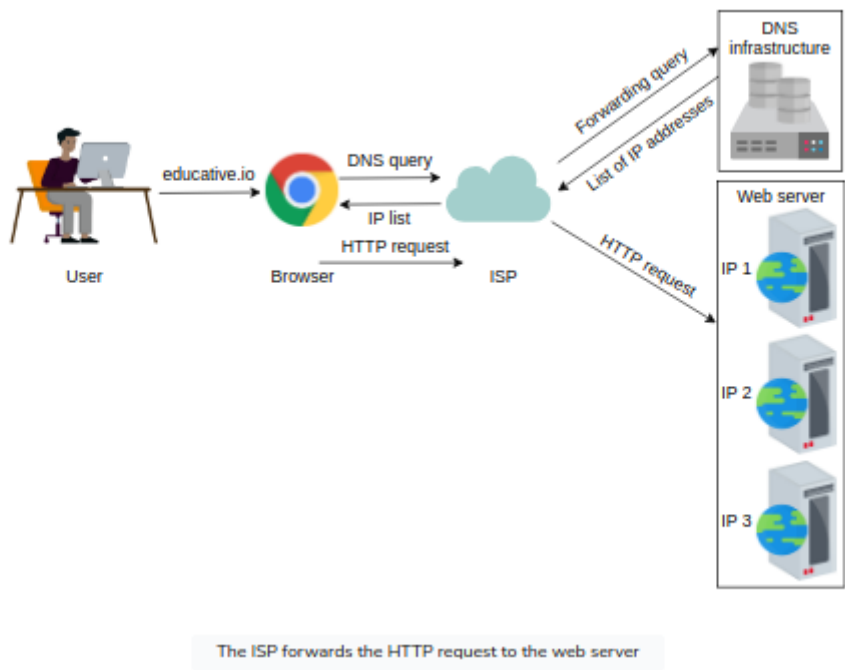 DNS
infrastructure
Forwarding query
List of IP addresses
educative.io
DNS query
IP list
HTTP request
User
Browser
ISP
HTTP request
Web server
IP 1
IP 2
IP 3
The ISP forwards the HTTP request to the web server